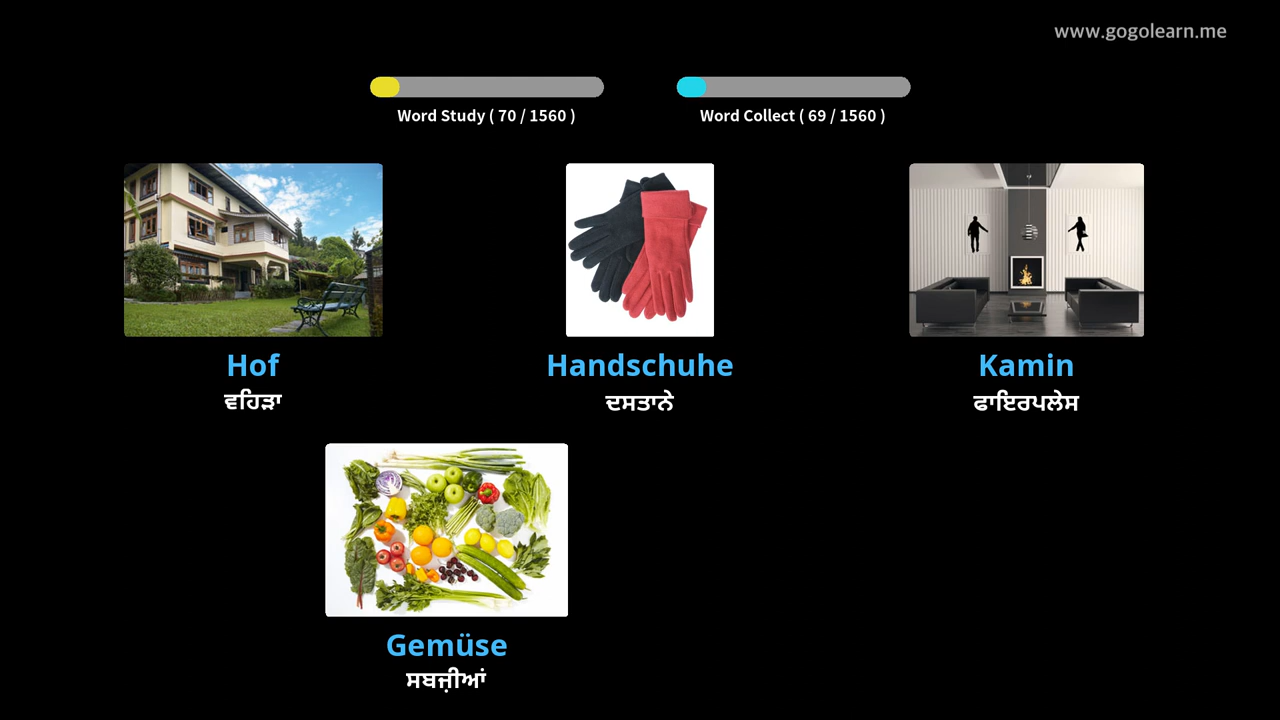 www.gogolearn.me
Word Study ( 70 / 1560 )
Word Collect ( 69 / 1560 )
Hof
ਵਹਿੜਾ
Handschuhe
ਦਸਤਾਨੇ
Kamin
ਫਾਇਰਪਲੇਸ
Gemüse
ਸਬਜ਼ੀਆਂ